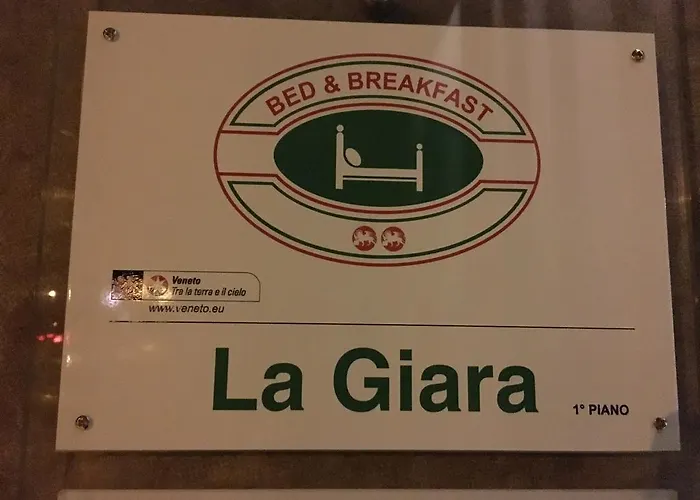 BED & BREAKFAST
Veneto
Tra la terra e il cielo
www.veneto.eu
La Giara
1° PIANO